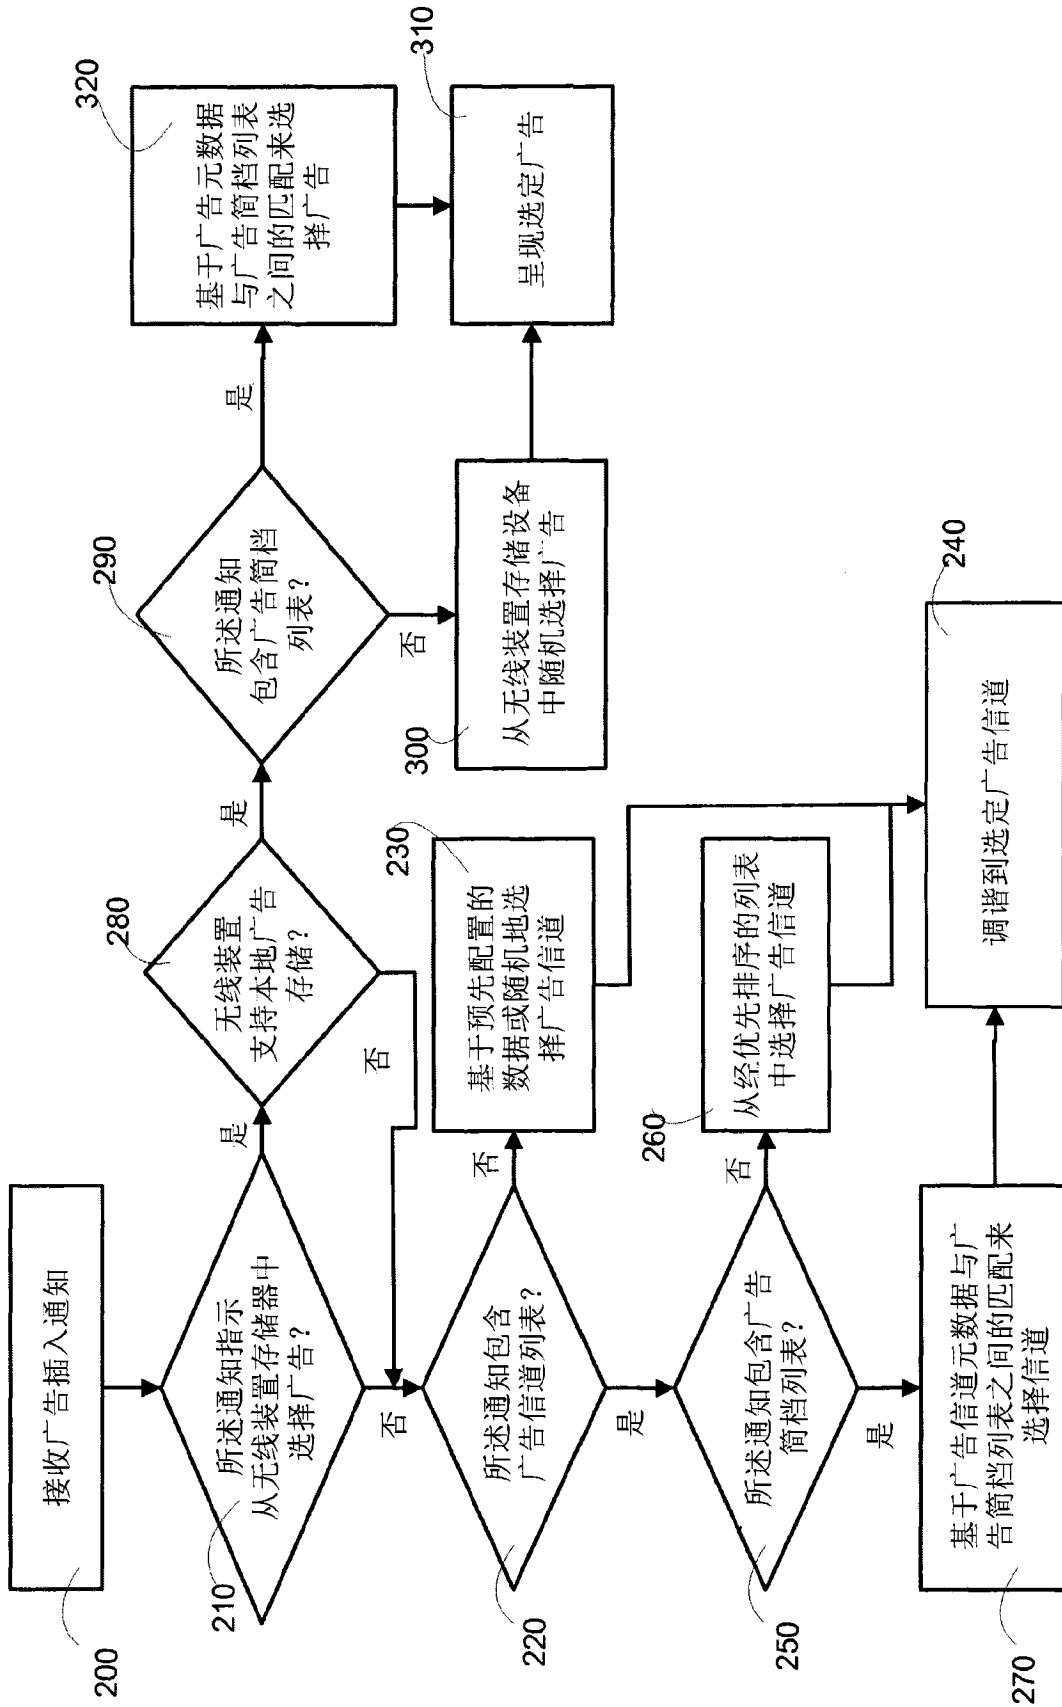 200
接收广告插入通知
210
所述通知指示
从无线装置存储器中
选择广告？
是
否
280
无线装置
支持本地广告
存储？
是
否
290
所述通知
包含广告简档
列表？
是
否
320
基于广告元数据
与广告简档列表
之间的匹配来选
择广告
310
呈现选定广告
300
从无线装置存储设备
中随机选择广告
220
所述通知包含
广告信道列表？
否
是
230
基于预先配置的
数据或随机地选
择广告信道
250
所述通知包含广告
简档列表？
否
是
260
从经优先排序的列表
中选择广告信道
270
基于广告信道元数据与广
告简档列表之间的匹配来
选择信道
240
调谐到选定广告信道